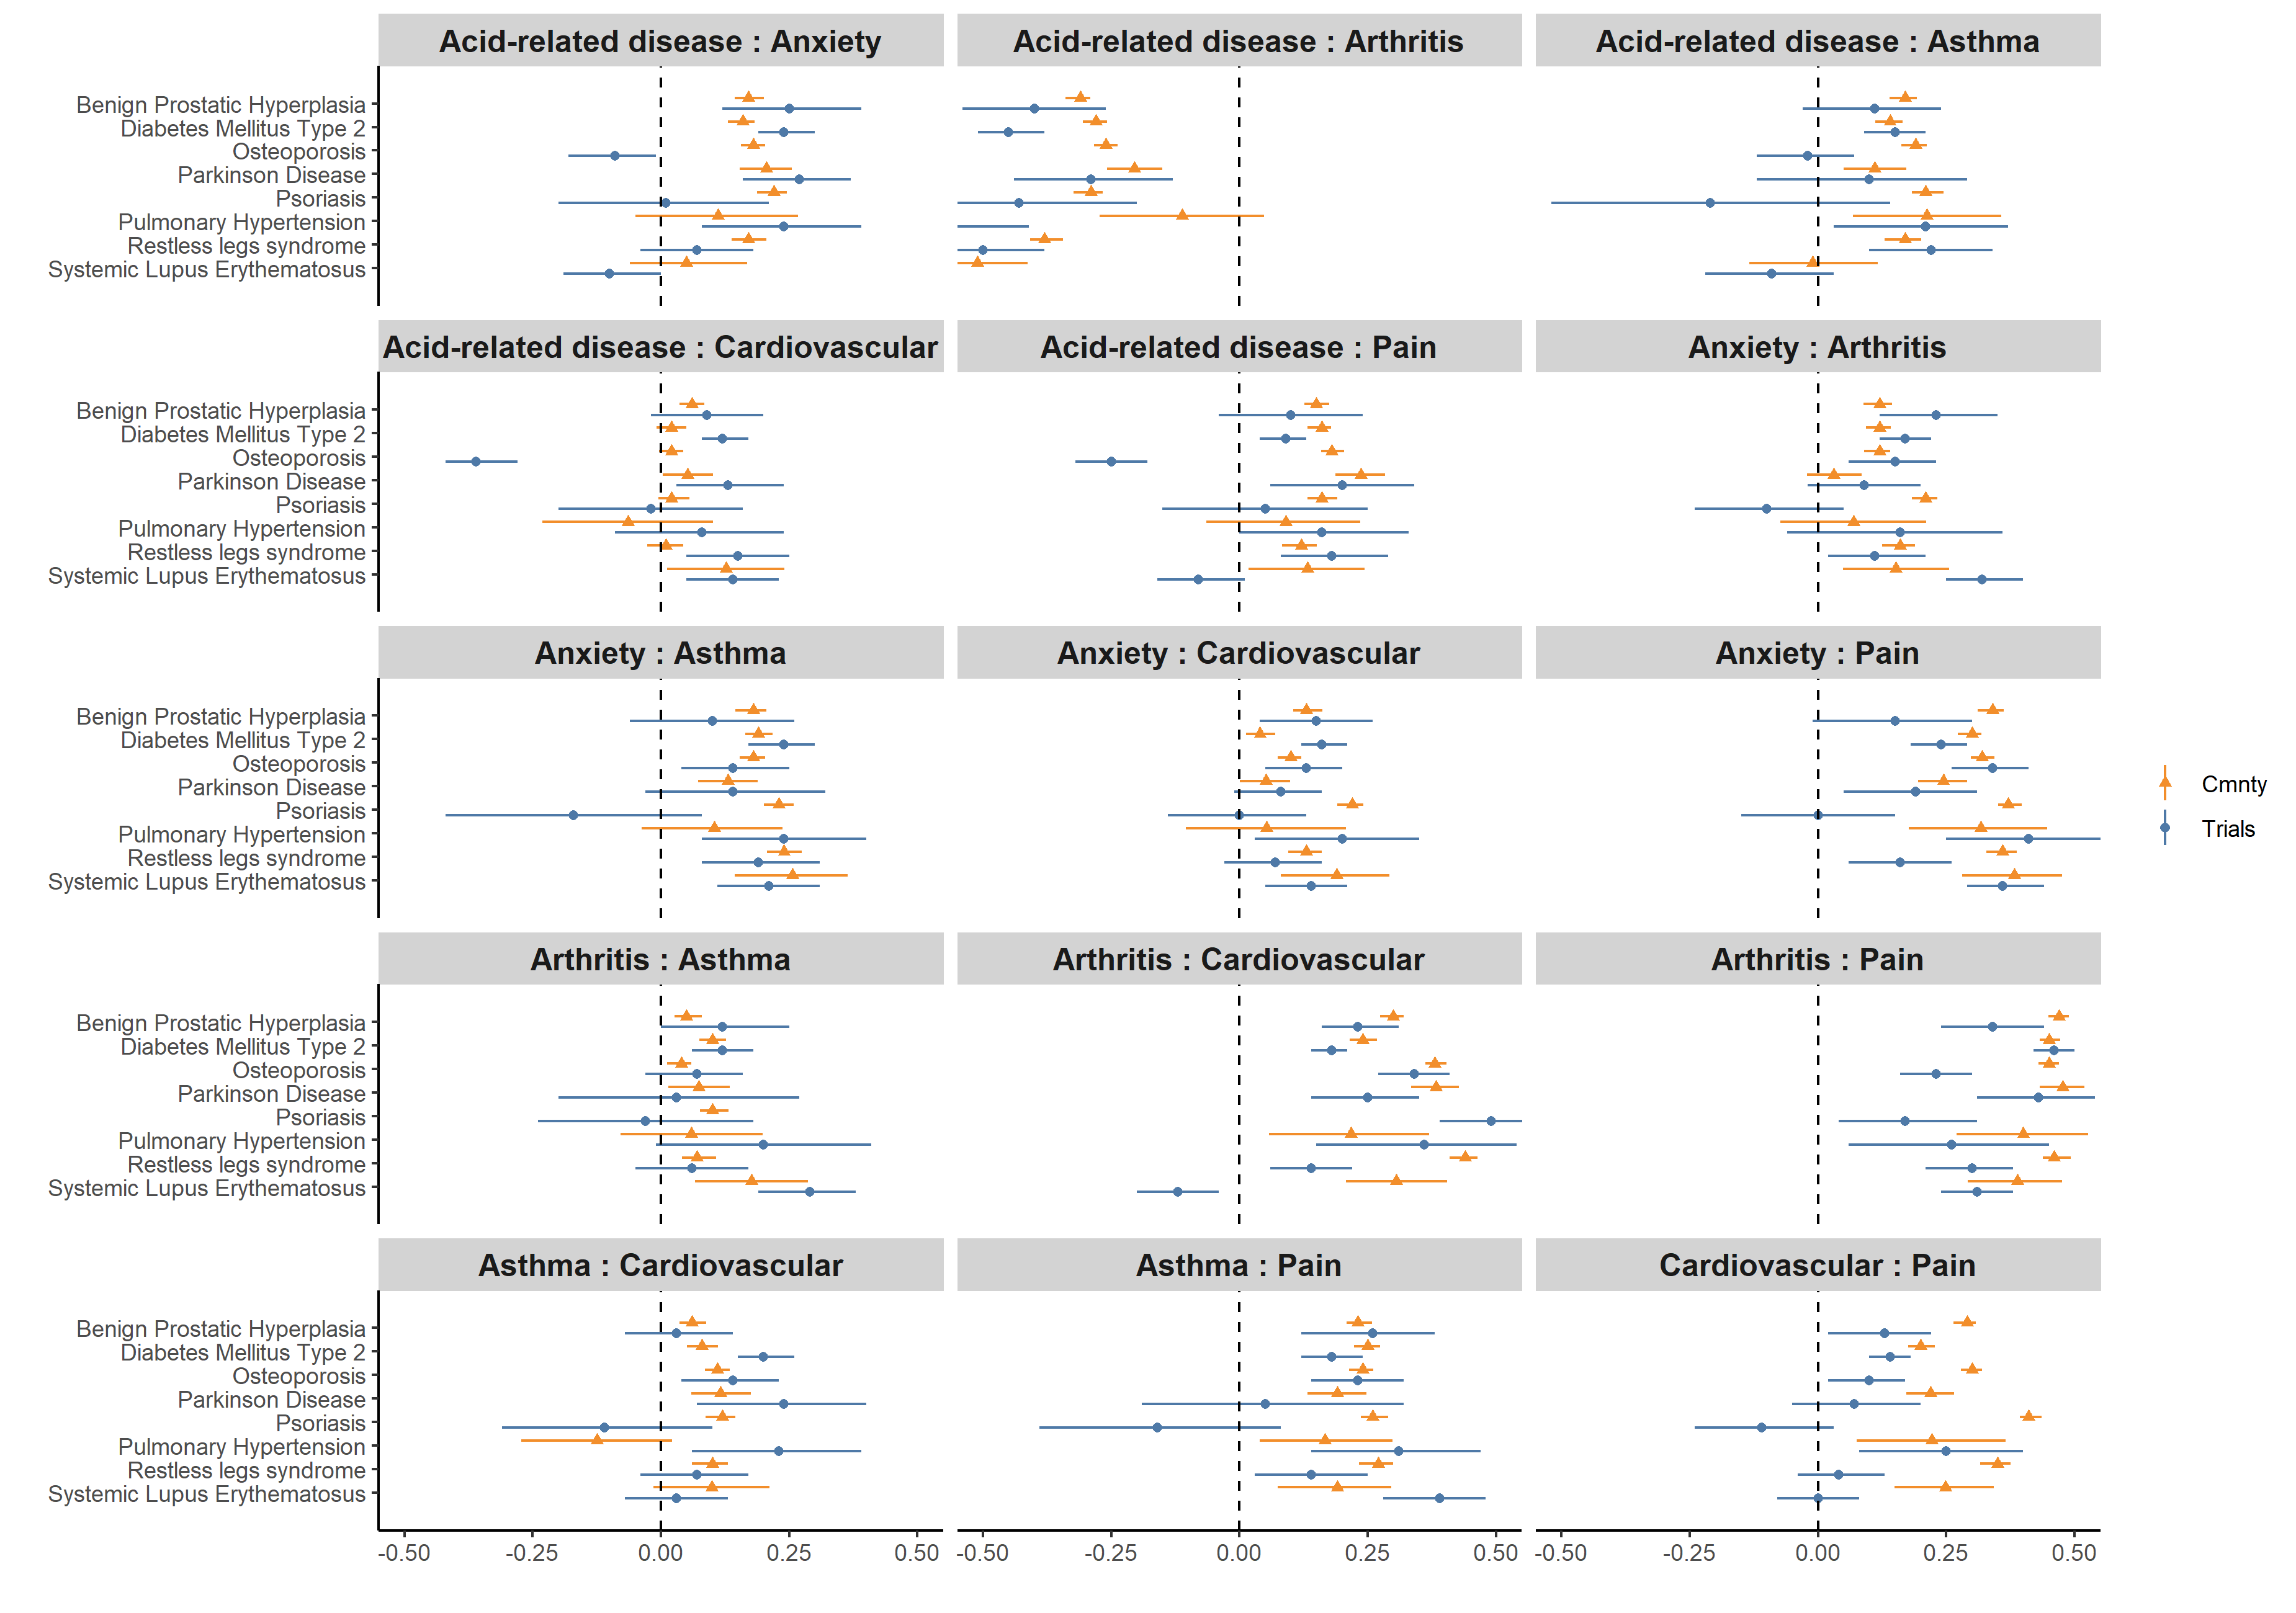 Acid-related disease : Anxiety
Acid-related disease : Arthritis
Acid-related disease : Asthma
Benign Prostatic Hyperplasia
Diabetes Mellitus Type 2
Osteoporosis
Parkinson Disease
Psoriasis
Pulmonary Hypertension
Restless legs syndrome
Systemic Lupus Erythematosus
Acid-related disease : Cardiovascular
Acid-related disease : Pain
Anxiety : Arthritis
Benign Prostatic Hyperplasia
Diabetes Mellitus Type 2
Osteoporosis
Parkinson Disease
Psoriasis
Pulmonary Hypertension
Restless legs syndrome
Systemic Lupus Erythematosus
Anxiety : Asthma
Anxiety : Cardiovascular
Anxiety : Pain
Benign Prostatic Hyperplasia
Diabetes Mellitus Type 2
Osteoporosis
Parkinson Disease
Psoriasis
Pulmonary Hypertension
Restless legs syndrome
Systemic Lupus Erythematosus
Cmnty
Trials
Arthritis : Asthma
Arthritis : Cardiovascular
Arthritis : Pain
Benign Prostatic Hyperplasia
Diabetes Mellitus Type 2
Osteoporosis
Parkinson Disease
Psoriasis
Pulmonary Hypertension
Restless legs syndrome
Systemic Lupus Erythematosus
Asthma : Cardiovascular
Asthma : Pain
Cardiovascular : Pain
Benign Prostatic Hyperplasia
Diabetes Mellitus Type 2
Osteoporosis
Parkinson Disease
Psoriasis
Pulmonary Hypertension
Restless legs syndrome
Systemic Lupus Erythematosus
-0.50 -0.25 0.00 0.25 0.50
-0.50 -0.25 0.00 0.25 0.50
-0.50 -0.25 0.00 0.25 0.50